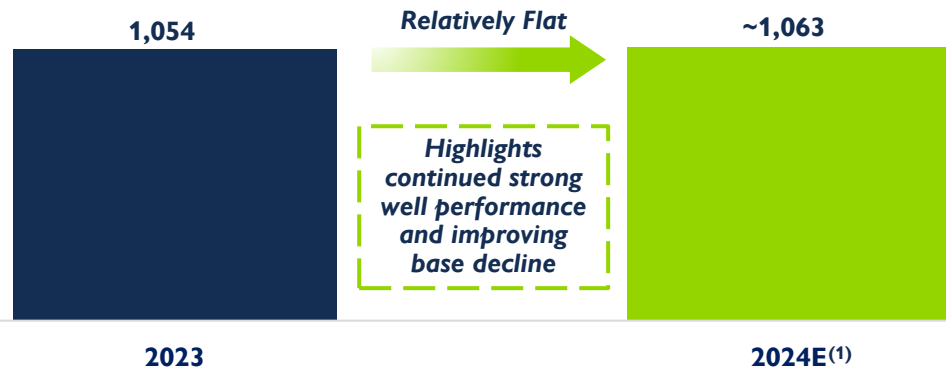 Relatively Flat
1,054
~1,063
Highlights
continued strong
well performance
and improving
base decline
2023
2024E(1)